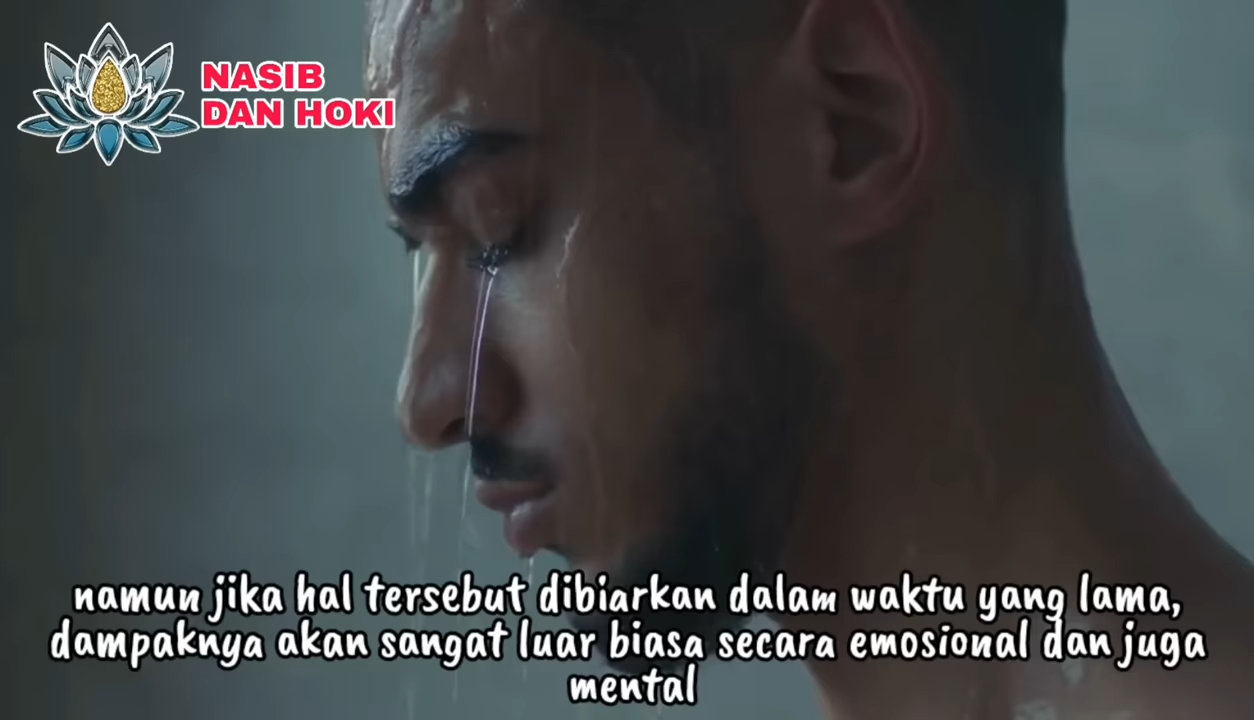 NASIB
DAN HOKI
namun jika hal tersebut dibiarkan dalam waktu yang lama,
dampaknya akan sangat luar biasa secara emosional dan juga
mental